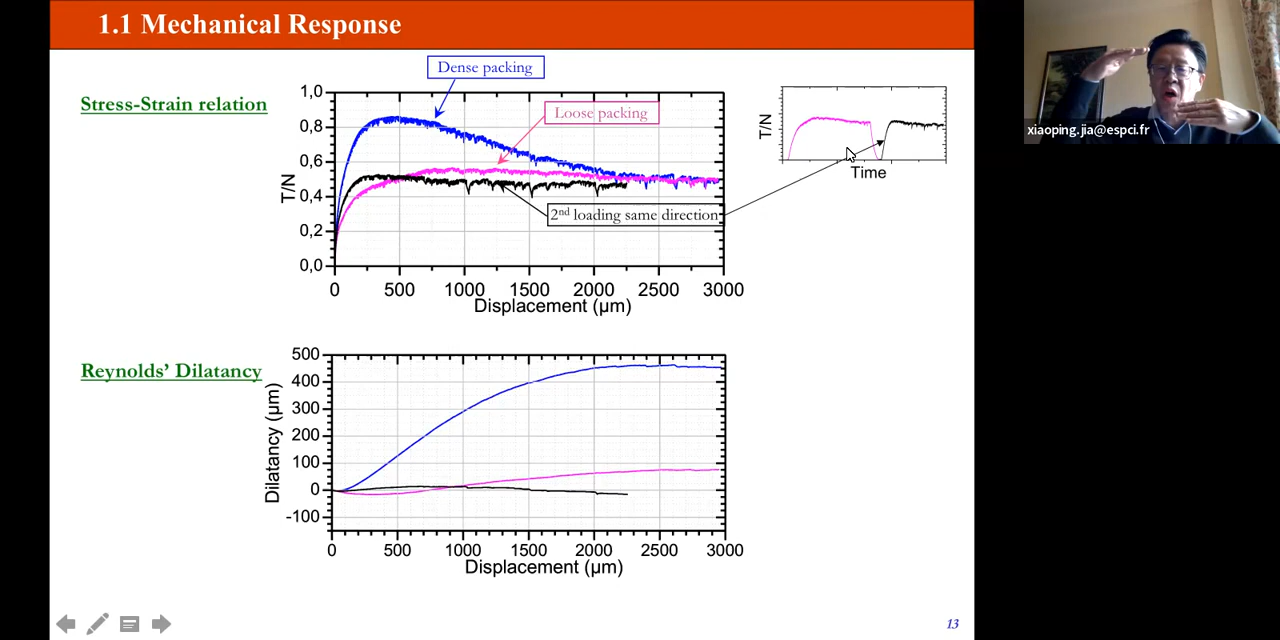 1.1 Mechanical Response
Stress-Strain relation
Dense packing
Loose packing
2nd loading same direction
T/N
1,0
0,8
0,6
0,4
0,2
0,0
0 500 1000 1500 2000 2500 3000
Displacement (µm)
T/N
Time
xiaoping.jia@espci.fr
Reynolds' Dilatancy
Dilatancy (µm)
500
400
300
200
100
0
-100
0 500 1000 1500 2000 2500 3000
Displacement (µm)
13